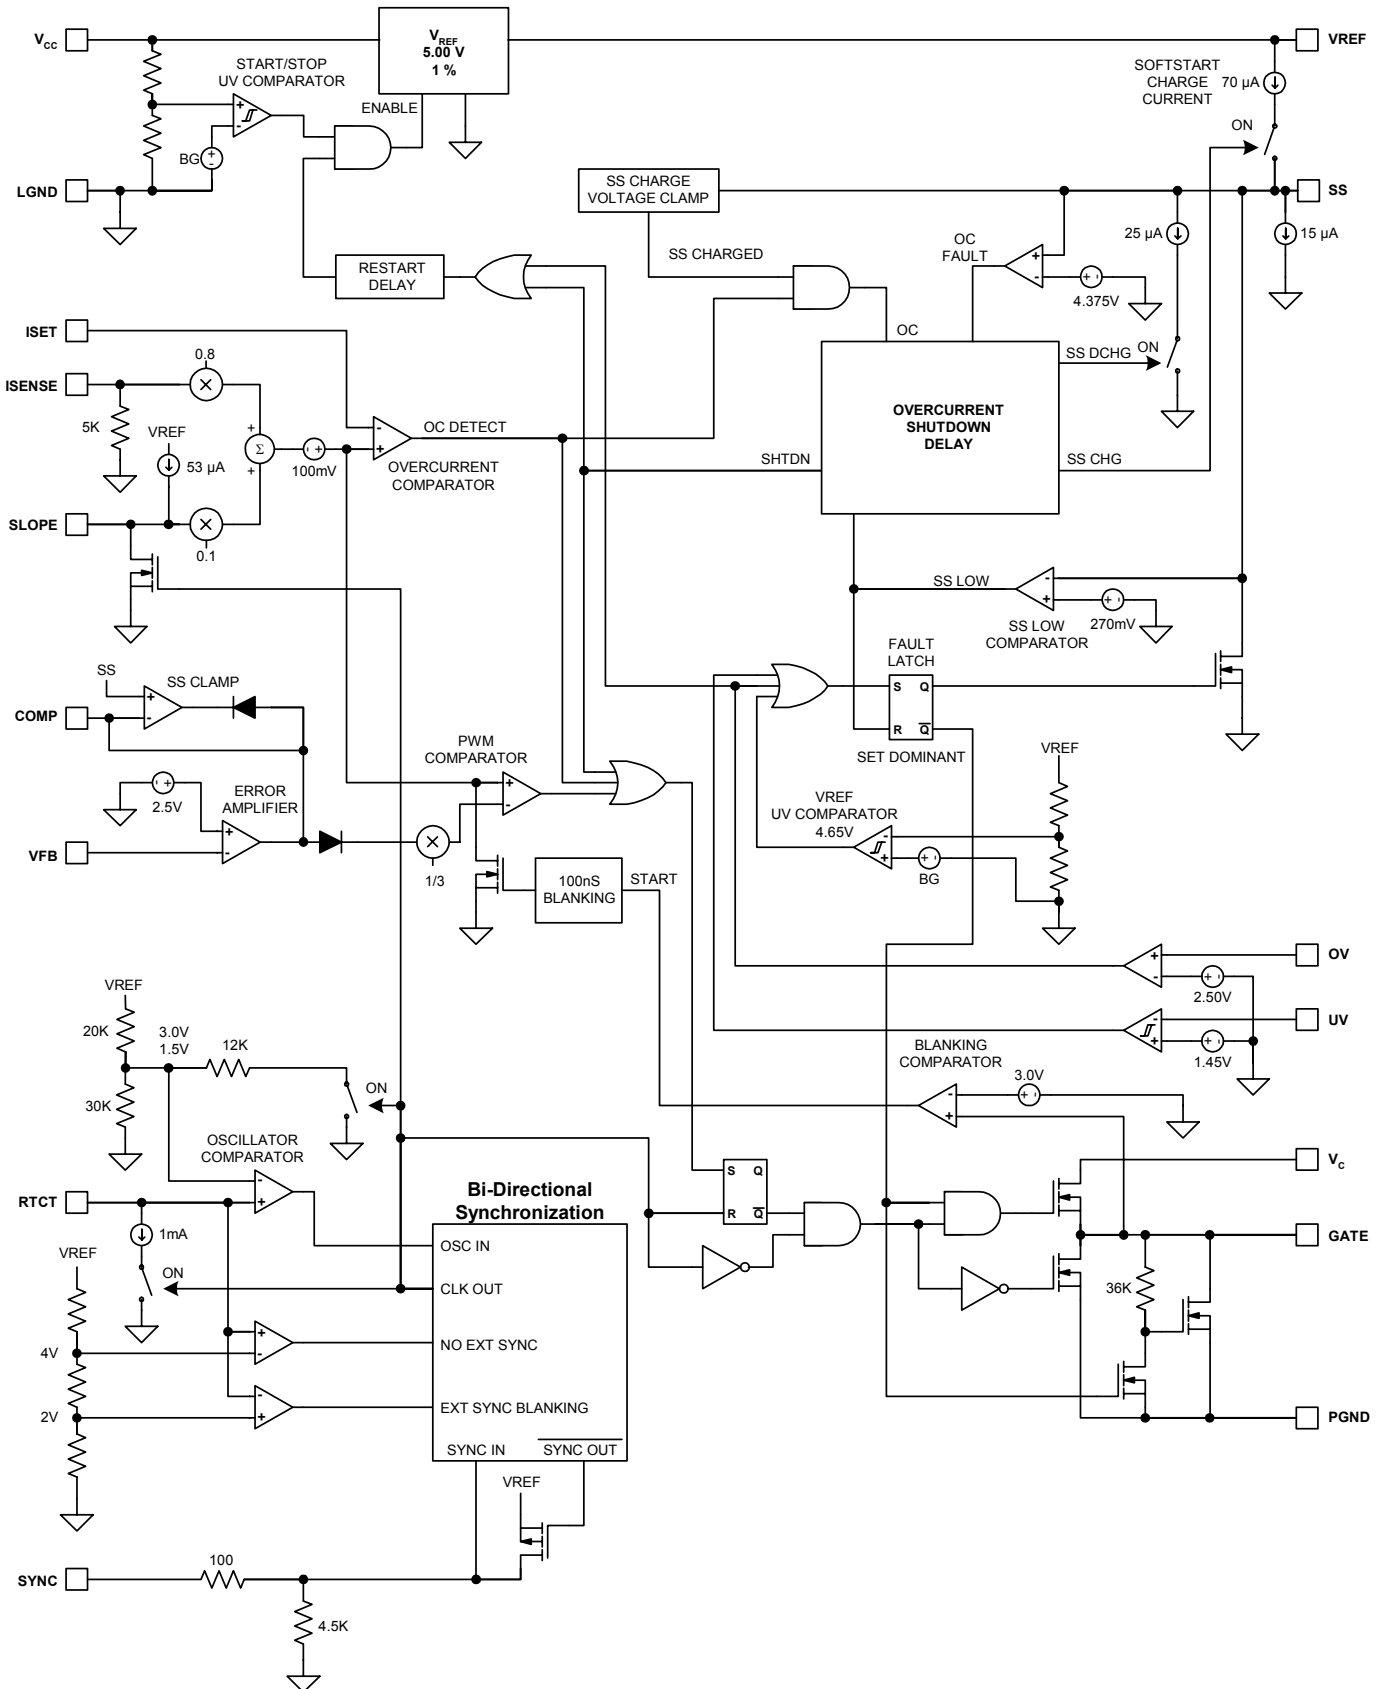 V_CC
V_REF
5.00 V
1 %
VREF
START/STOP
UV COMPARATOR
SOFTSTART
CHARGE
CURRENT
70 µA
ENABLE
+
-
ON
BG
+
-
LGND
SS CHARGE
VOLTAGE CLAMP
SS
25 µA
15 µA
OC
FAULT
SS CHARGED
RESTART
DELAY
+
-
+ -
4.375V
ISET
OC
0.8
SS DCHG
ON
ISENSE
5K
VREF
OVERCURRENT
SHUTDOWN
DELAY
+
Σ
+
- +
100mV
-
+
OC DETECT
53 µA
OVERCURRENT
COMPARATOR
SHTDN
SS CHG
SLOPE
0.1
SS LOW
-
+
+ -
270mV
SS LOW
COMPARATOR
FAULT
LATCH
SS
SS CLAMP
S Q
COMP
+
-
R Q
SET DOMINANT
PWM
COMPARATOR
VREF
- +
2.5V
ERROR
AMPLIFIER
+
-
VREF
UV COMPARATOR
4.65V
+
-
VFB
1/3
100nS
BLANKING
START
-
+
+ -
BG
OV
+
-
+ -
2.50V
VREF
UV
20K
3.0V
1.5V
12K
-
+
+ -
1.45V
BLANKING
COMPARATOR
3.0V
+ -
ON
-
+
30K
OSCILLATOR
COMPARATOR
V_C
S Q
R Q
-
+
RTCT
Bi-Directional
Synchronization
1mA
VREF
OSC IN
GATE
ON
CLK OUT
36K
+
-
NO EXT SYNC
4V
-
+
EXT SYNC BLANKING
2V
PGND
SYNC IN
SYNC OUT
VREF
100
SYNC
4.5K